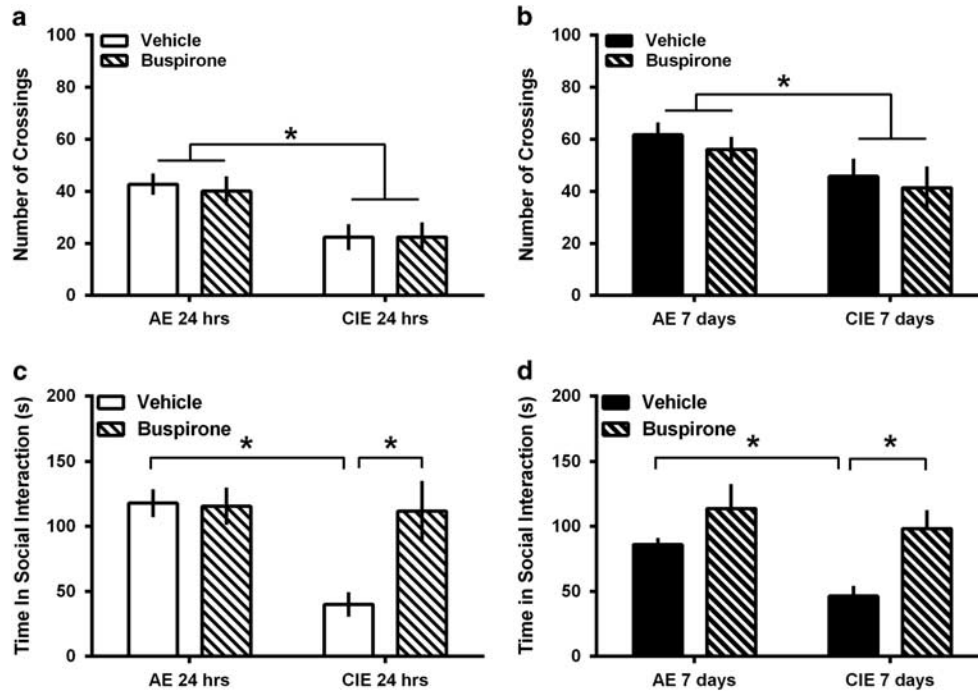 a
Number of Crossings
100
80
60
40
20
0
Vehicle
Buspirone
*
AE 24 hrs
CIE 24 hrs
b
Number of Crossings
100
80
60
40
20
0
Vehicle
Buspirone
*
AE 7 days
CIE 7 days
c
Time In Social Interaction (s)
200
150
100
50
0
Vehicle
Buspirone
*
*
AE 24 hrs
CIE 24 hrs
d
Time in Social Interaction (s)
200
150
100
50
0
Vehicle
Buspirone
*
*
AE 7 days
CIE 7 days